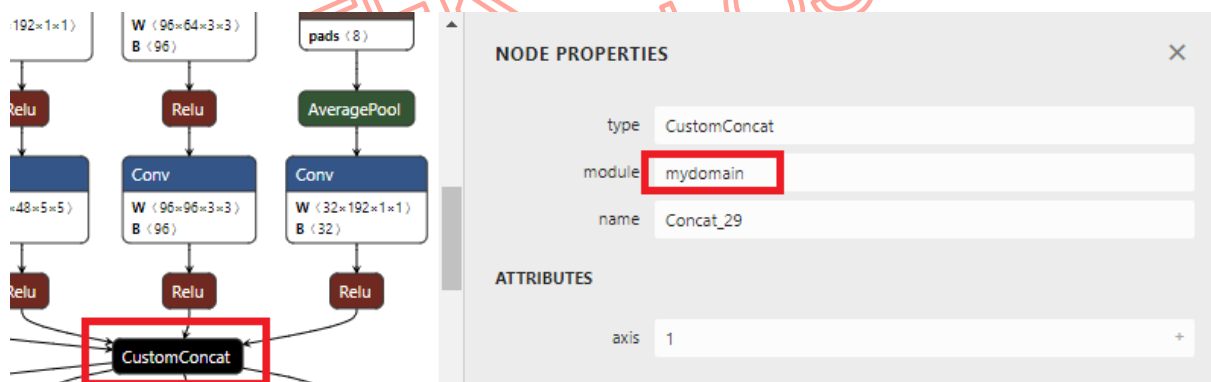 192×1×1⟩
W ⟨96×64×3×3⟩
B ⟨96⟩
pads ⟨8⟩
Relu
Relu
AveragePool
Conv
Conv
×48×5×5⟩
W ⟨96×96×3×3⟩
B ⟨96⟩
W ⟨32×192×1×1⟩
B ⟨32⟩
Relu
Relu
Relu
CustomConcat
NODE PROPERTIES
×
type CustomConcat
module mydomain
name Concat_29
ATTRIBUTES
axis 1 +